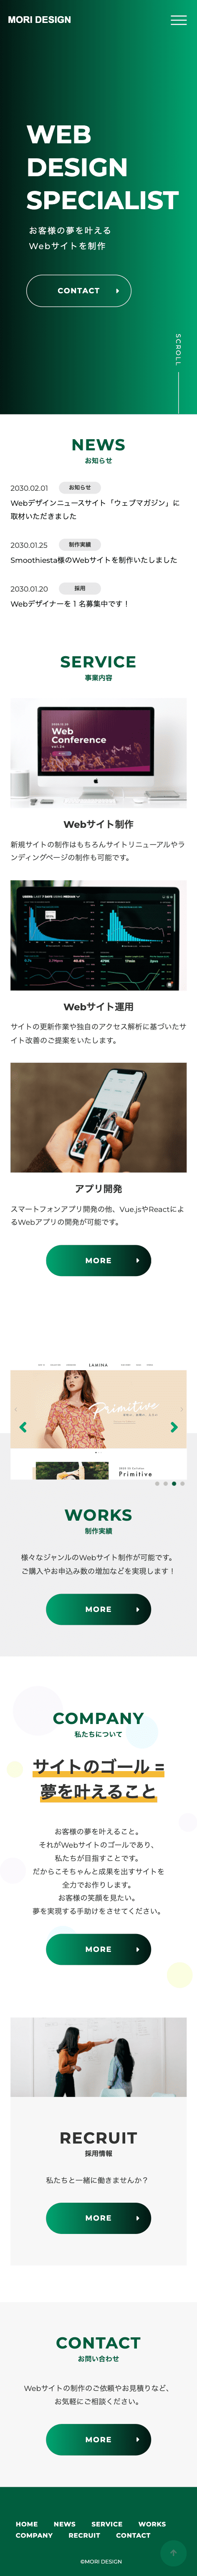 MORI DESIGN
WEB
DESIGN
SPECIALIST
お客様の夢を叶える
Webサイトを制作
CONTACT
SCROLL
NEWS
お知らせ
2030.02.01 お知らせ
Webデザインニュースサイト「ウェブマガジン」に
取材いただきました
2030.01.25 制作実績
Smoothiesta様のWebサイトを制作いたしました
2030.01.20 採用
Webデザイナーを1名募集中です！
SERVICE
事業内容
Web
Conference
Webサイト制作
新規サイトの制作はもちろんサイトリニューアルやラ
ンディングページの制作も可能です。
Webサイト運用
サイトの更新作業や独自のアクセス解析に基づいたサ
イト改善のご提案をいたします。
アプリ開発
スマートフォンアプリ開発の他、Vue.jsやReactによ
るWebアプリの開発が可能です。
MORE
LAMINA
Primitive
Primitive
WORKS
制作実績
様々なジャンルのWebサイト制作が可能です。
ご購入やお申込み数の増加などを実現します！
MORE
COMPANY
私たちについて
サイトのゴール =
夢を叶えること
お客様の夢を叶えること。
それがWebサイトのゴールであり、
私たちが目指すことです。
だからこそちゃんと成果を出すサイトを
全力でお作りします。
お客様の笑顔を見たい。
夢を実現する手助けをさせてください。
MORE
RECRUIT
採用情報
私たちと一緒に働きませんか？
MORE
CONTACT
お問い合わせ
Webサイトの制作のご依頼やお見積りなど、
お気軽にご相談ください。
MORE
HOME NEWS SERVICE WORKS
COMPANY RECRUIT CONTACT
©MORI DESIGN